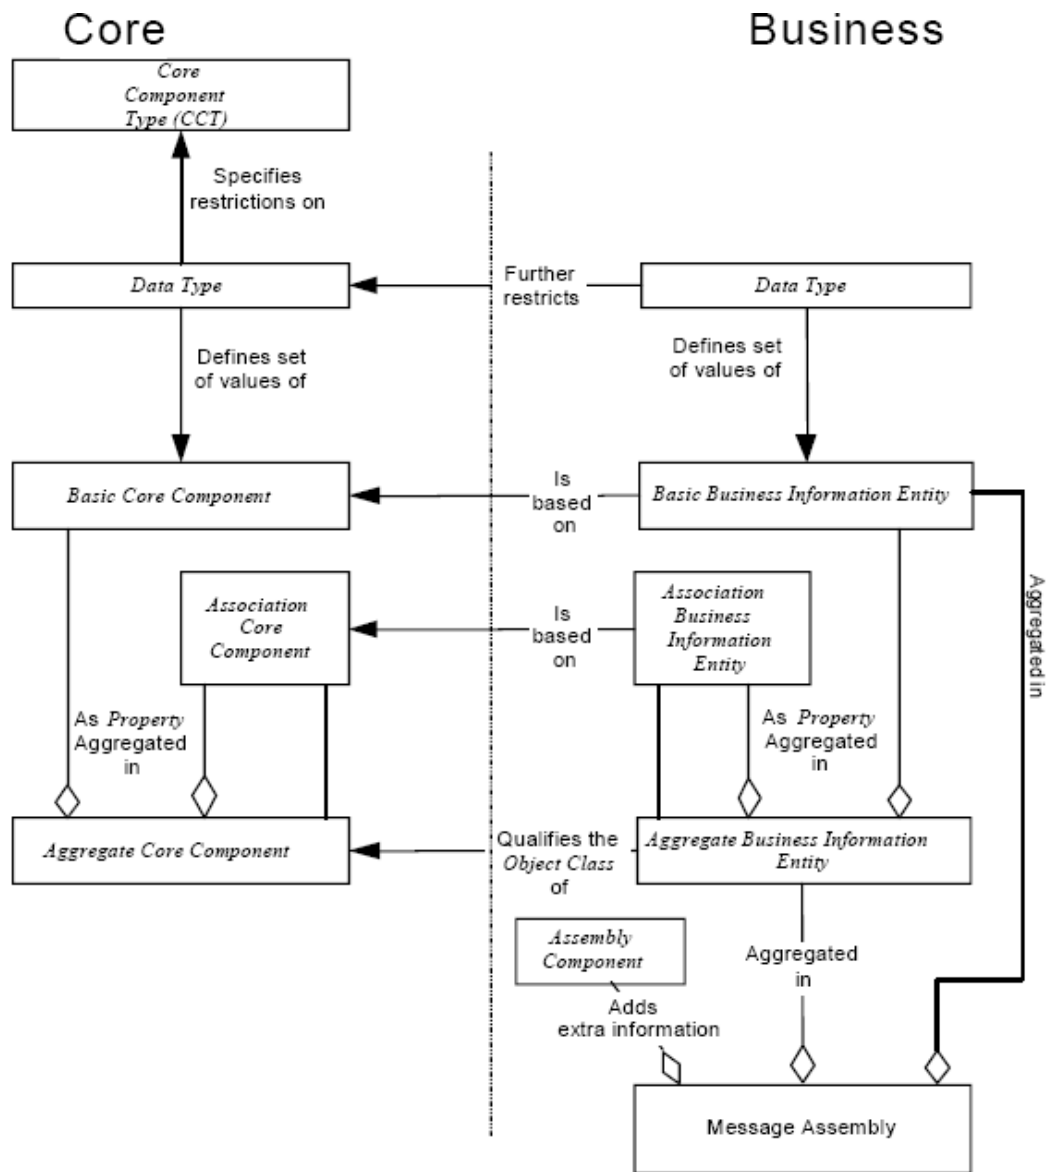 Core
Business
Core
Component
Type (CCT)
Specifies
restrictions on
Data Type
Further
restricts
Data Type
Defines set
of values of
Defines set
of values of
Basic Core Component
Is
based
on
Basic Business Information Entity
Aggregated in
Association
Core
Component
Is
based
on
Association
Business
Information
Entity
As Property
Aggregated
in
As Property
Aggregated
in
Aggregate Core Component
Qualifies the
Object Class
of
Aggregate Business Information
Entity
Assembly
Component
Aggregated
in
Adds
extra information
Message Assembly